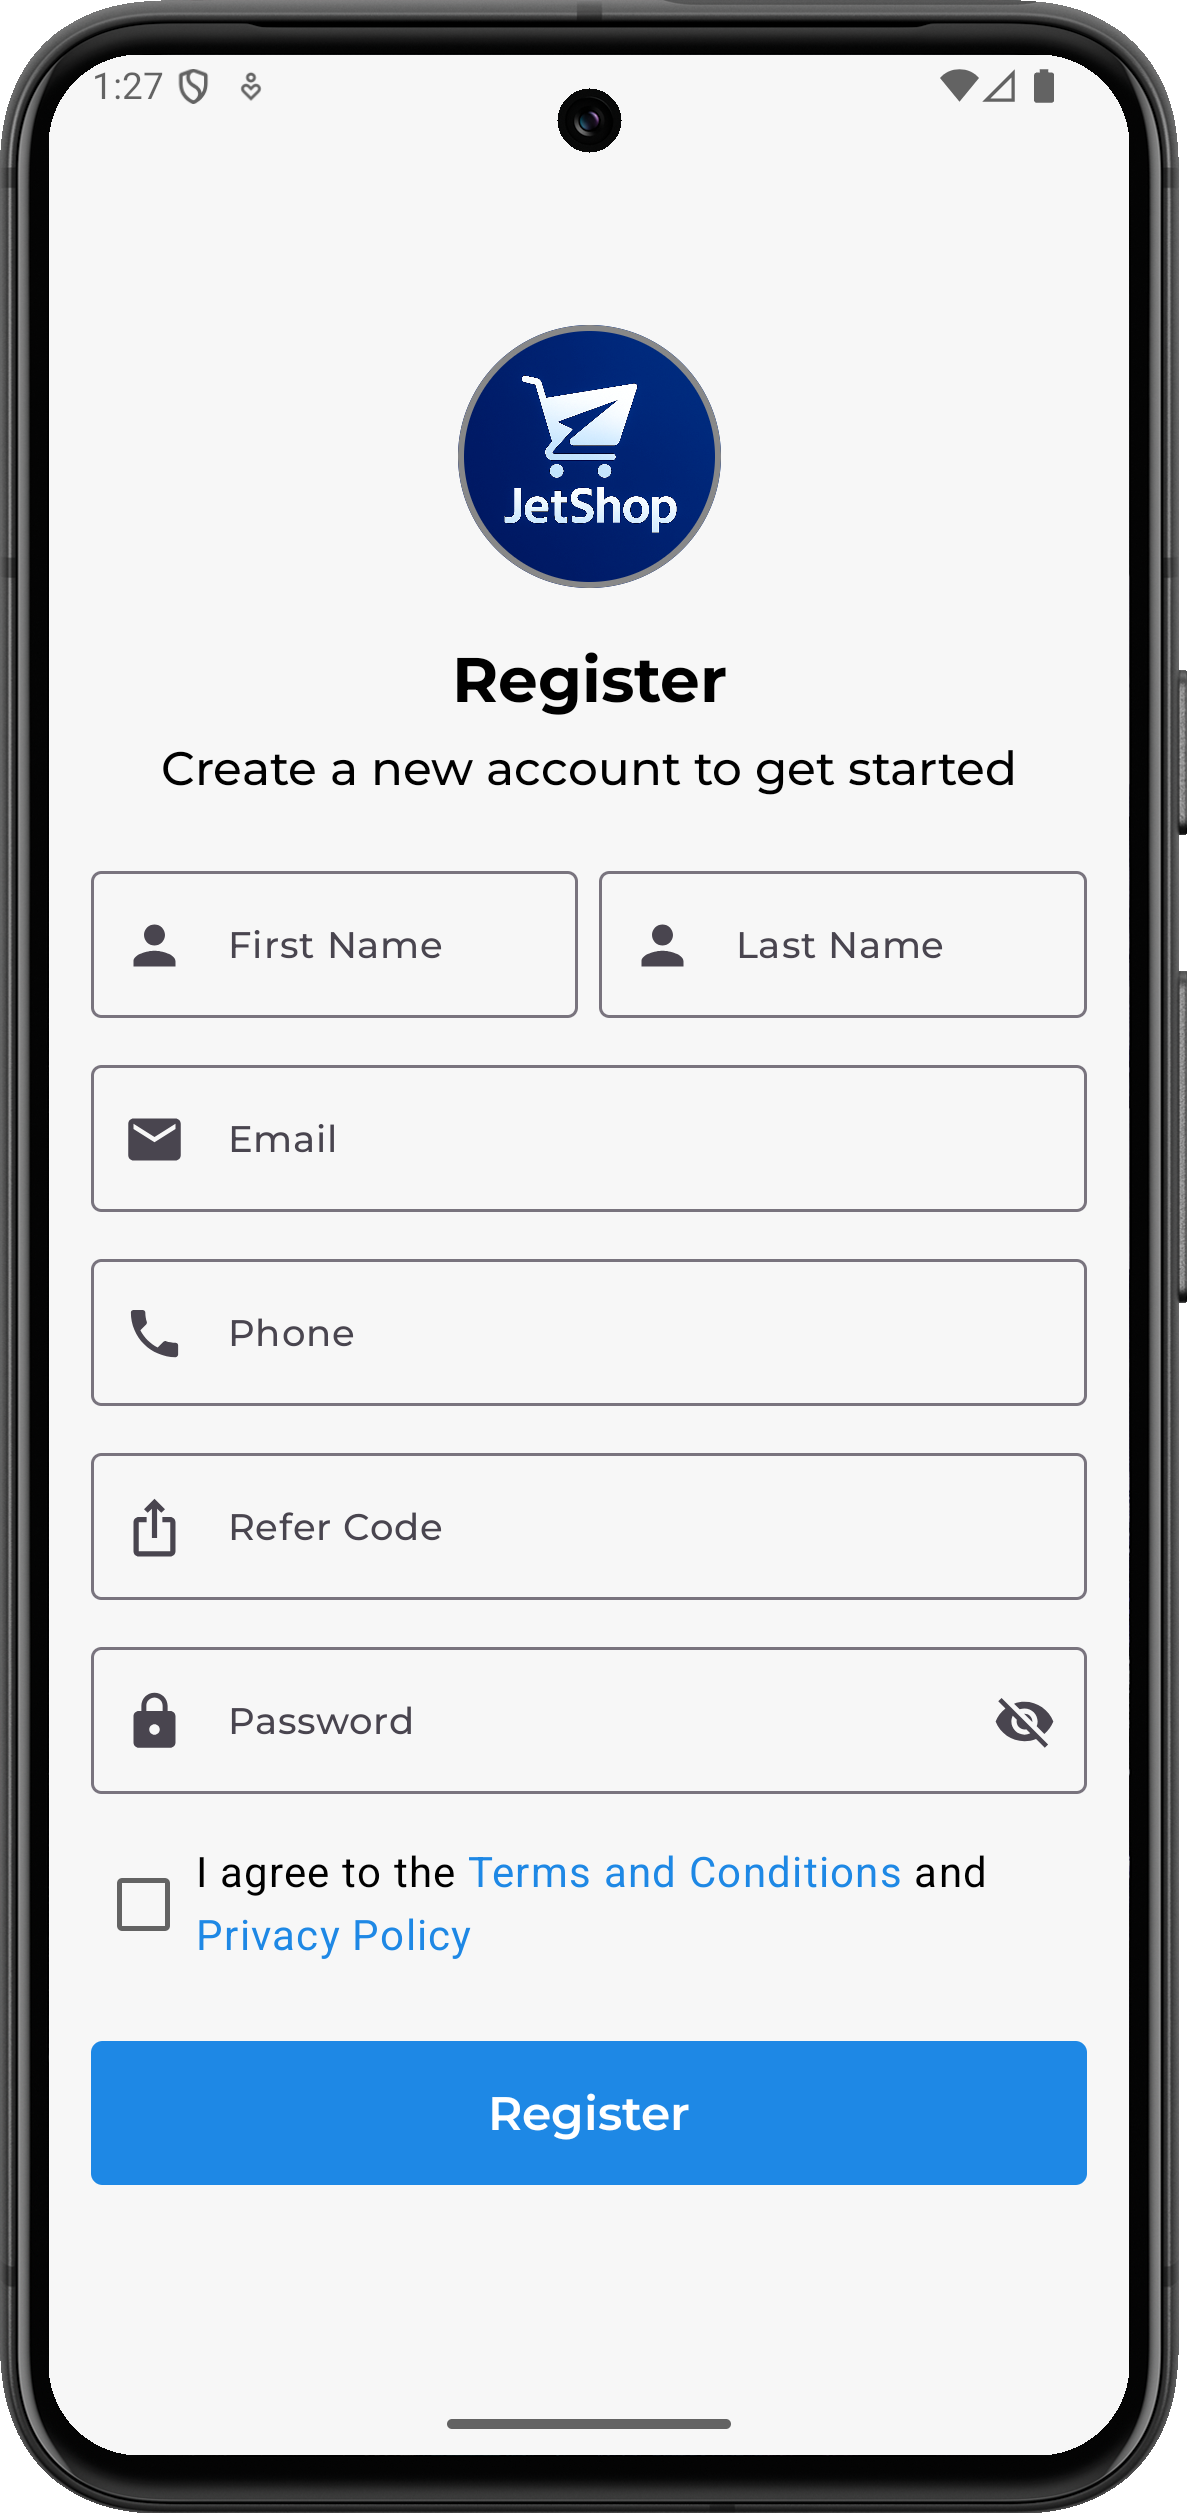 1:27
JetShop
Register
Create a new account to get started
First Name
Last Name
Email
Phone
Refer Code
Password
I agree to the Terms and Conditions and
Privacy Policy
Register